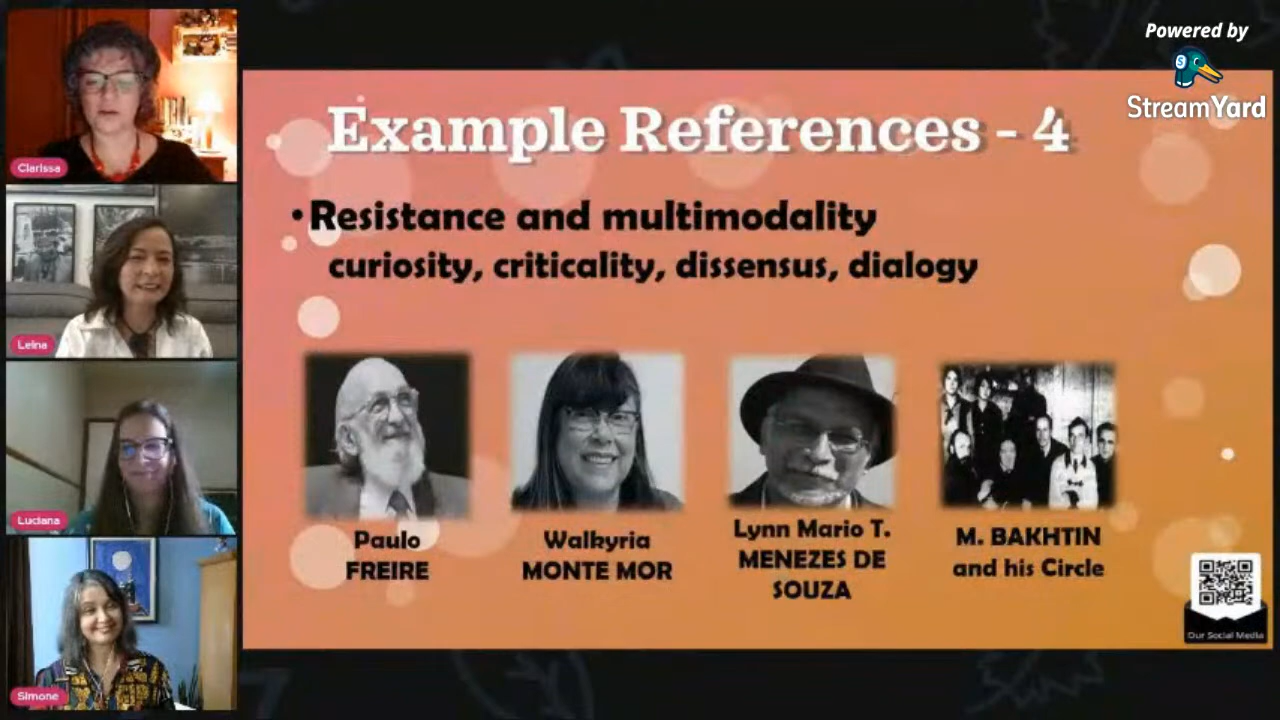 Powered by
StreamYard
Example References - 4
•Resistance and multimodality
curiosity, criticality, dissensus, dialogy
Paulo
FREIRE
Walkyria
MONTE MOR
Lynn Mario T.
MENEZES DE
SOUZA
M. BAKHTIN
and his Circle
Our Social Media
Clarissa
Leina
Luciana
Simone